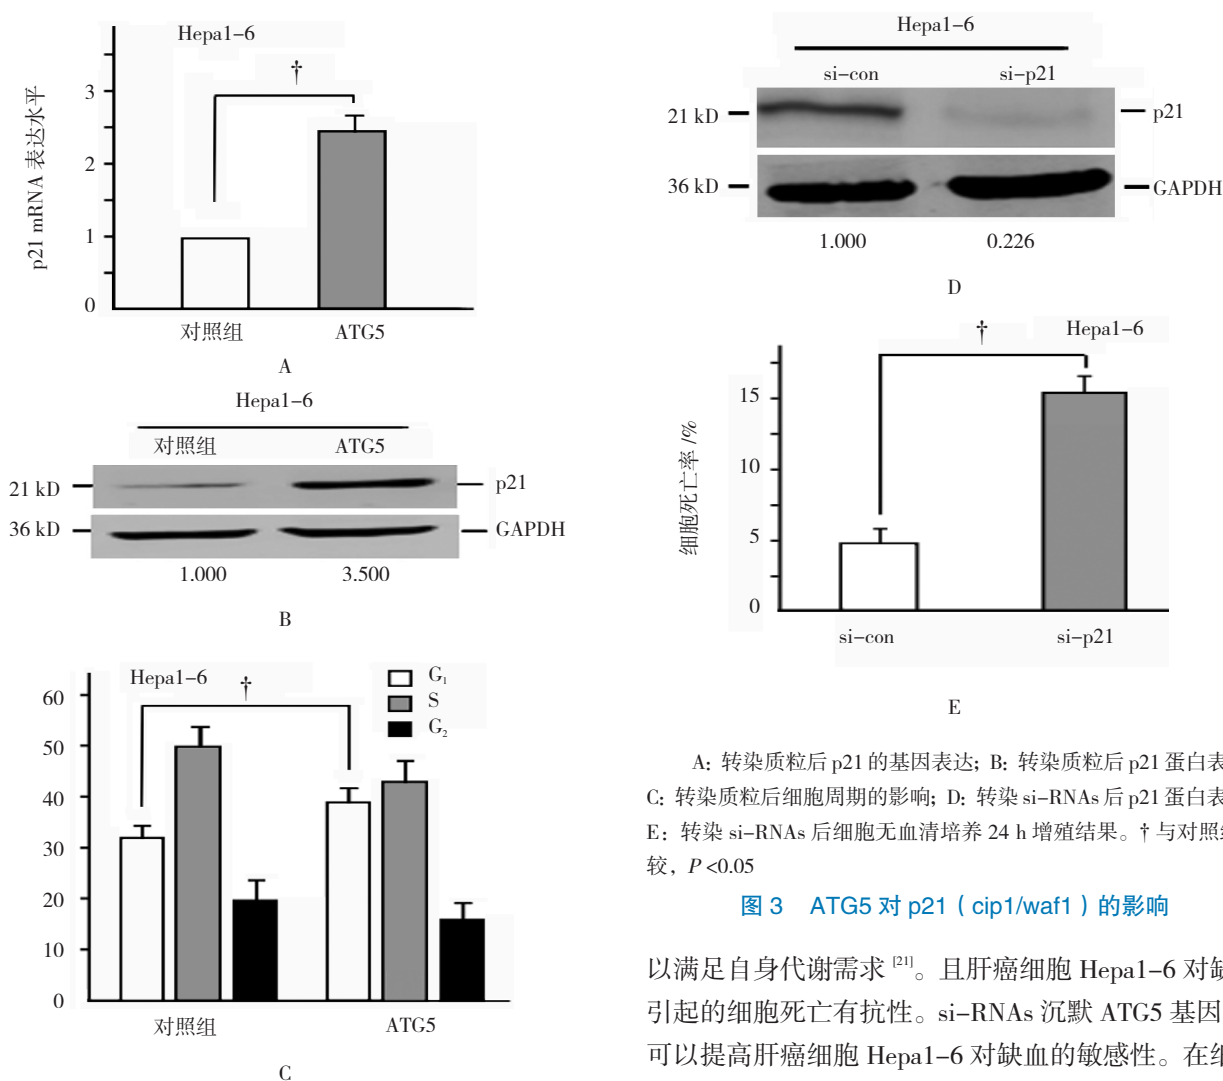 Hepa1-6
†
p21 mRNA 表达水平
3
2
1
0
对照组 ATG5
A
Hepa1-6
对照组 ATG5
21 kD p21
36 kD GAPDH
1.000 3.500
B
Hepa1-6 †
G₁
S
G₂
60
50
40
30
20
10
0
对照组 ATG5
C
Hepa1-6
si-con si-p21
21 kD p21
36 kD GAPDH
1.000 0.226
D
† Hepa1-6
细胞死亡率 /%
15
10
5
0
si-con si-p21
E
A: 转染质粒后 p21 的基因表达; B: 转染质粒后 p21 蛋白表
C: 转染质粒后细胞周期的影响; D: 转染 si-RNAs 后 p21 蛋白表
E: 转染 si-RNAs 后细胞无血清培养 24 h 增殖结果。† 与对照
较, P <0.05
图 3 ATG5 对 p21（cip1/waf1）的影响
以满足自身代谢需求 [21]。且肝癌细胞 Hepa1-6 对
引起的细胞死亡有抗性。si-RNAs 沉默 ATG5 基因
可以提高肝癌细胞 Hepa1-6 对缺血的敏感性。在